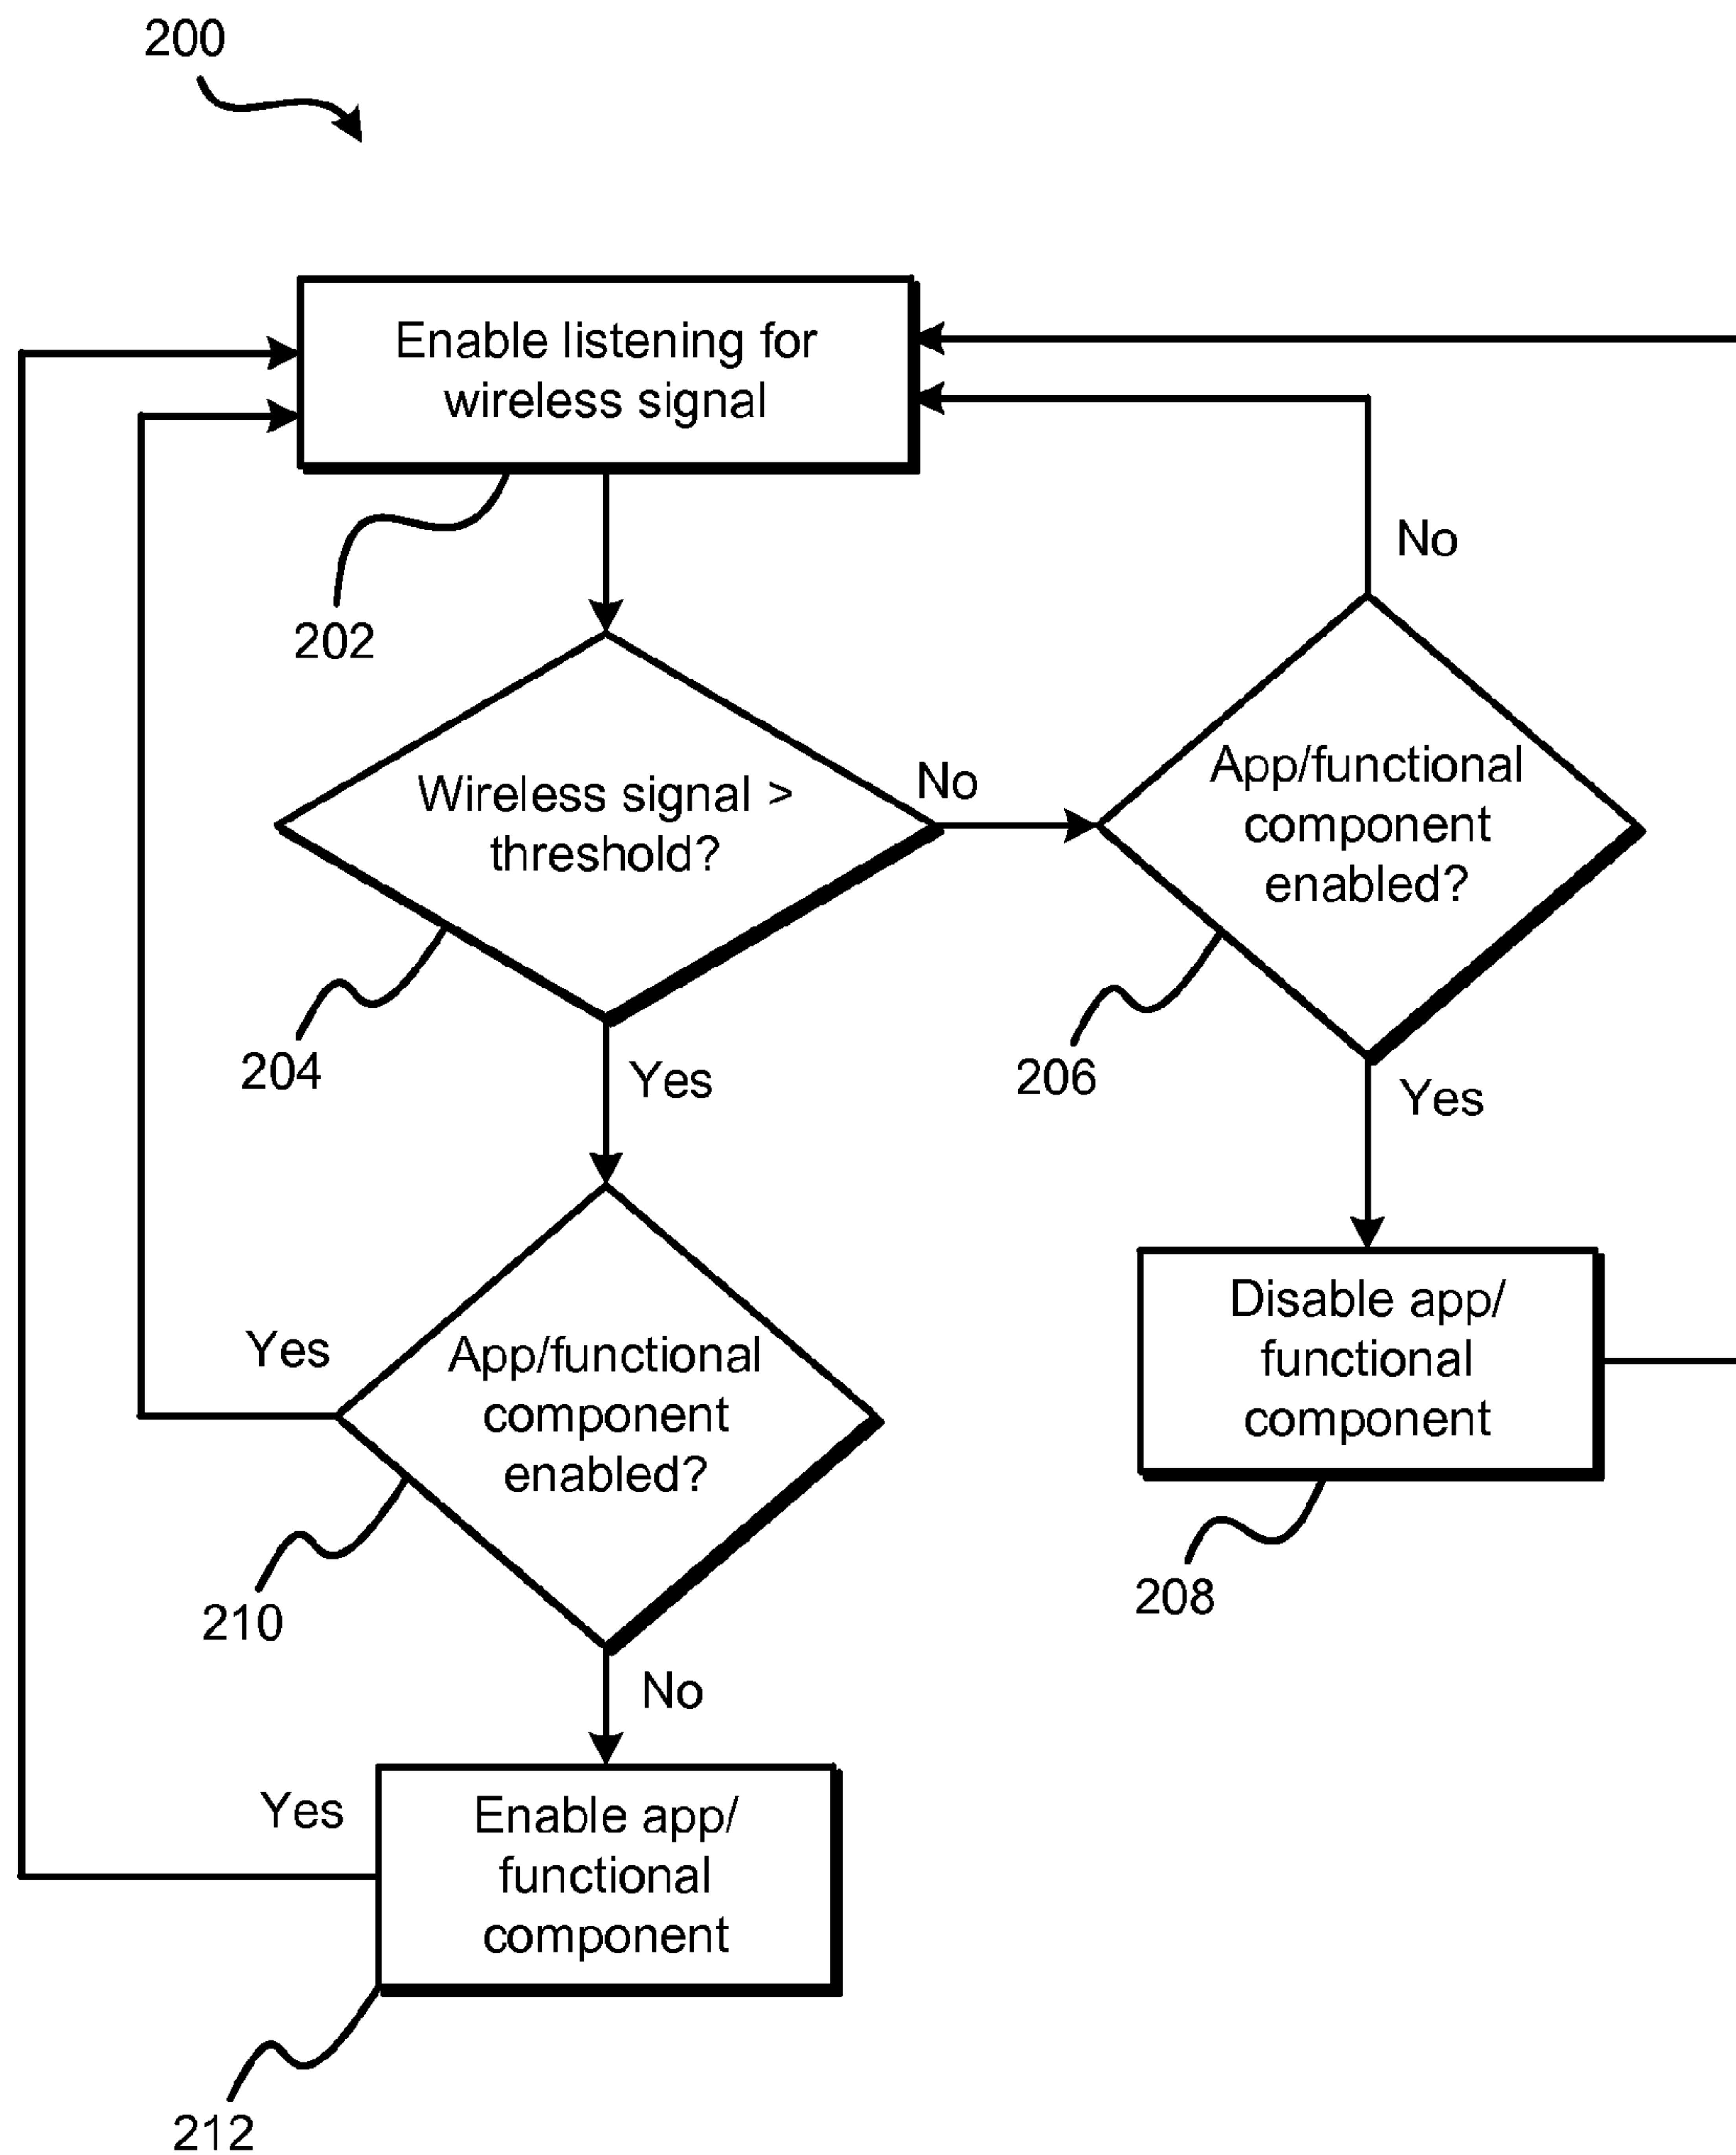 200
Enable listening for
wireless signal
202
No
Wireless signal >
threshold?
No
App/functional
component
enabled?
204
Yes
206
Yes
Disable app/
functional
component
Yes
App/functional
component
enabled?
208
210
No
Yes
Enable app/
functional
component
212